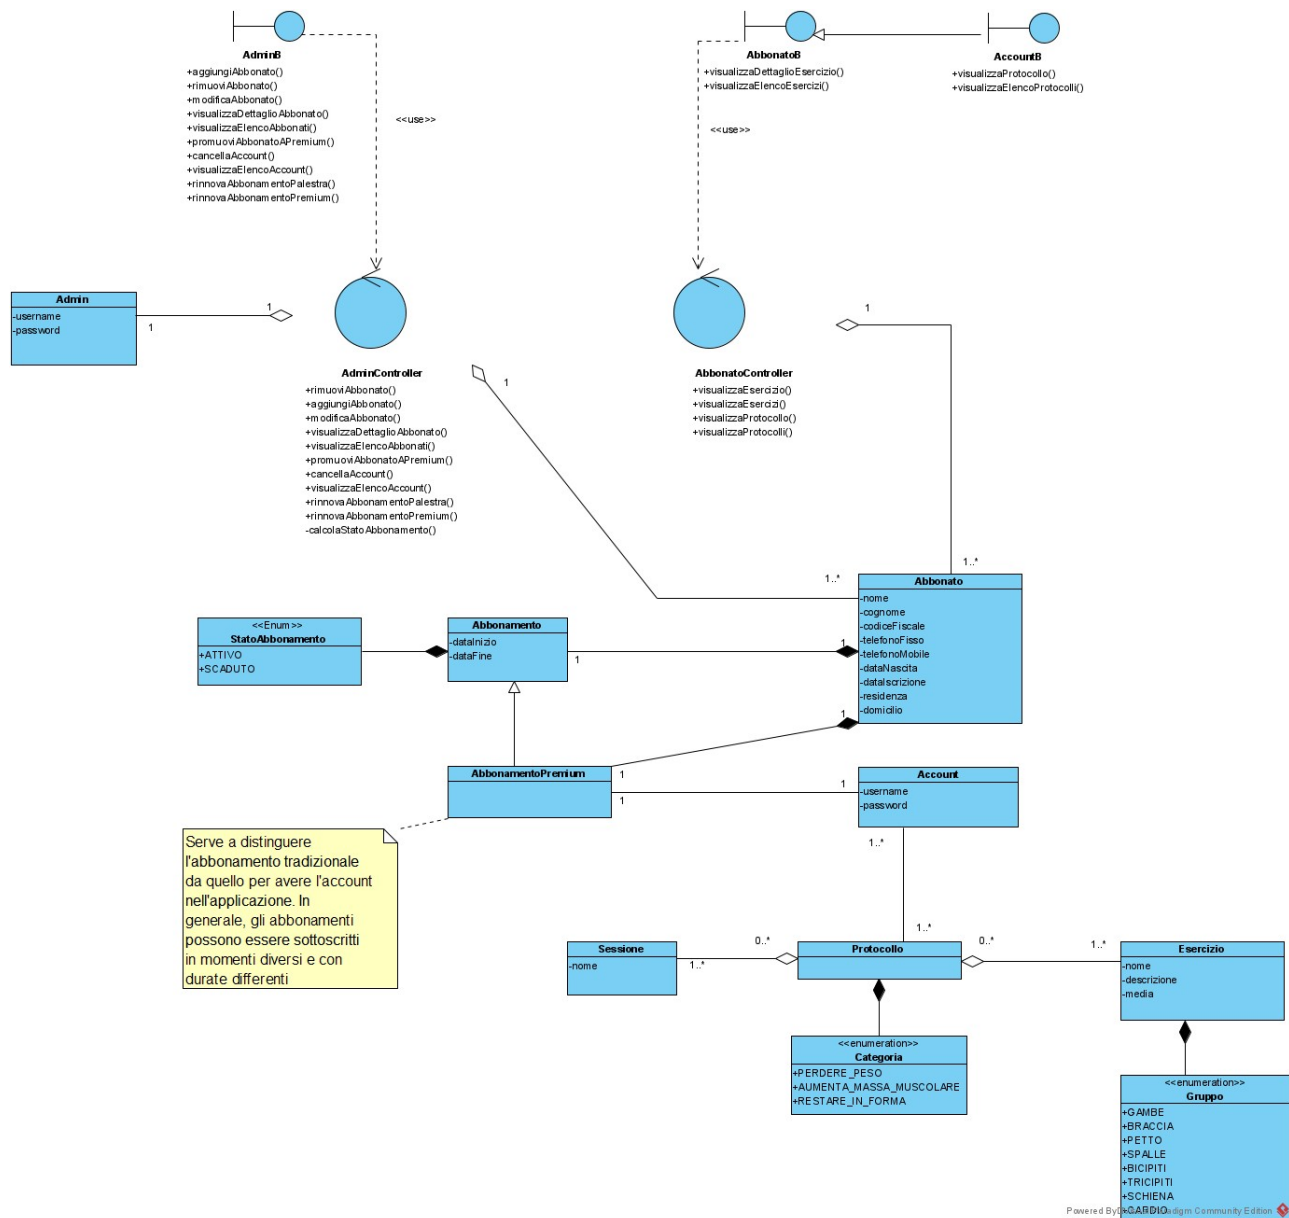 AdminB
+aggiungiAbbonato()
+rimuoviAbbonato()
+modificaAbbonato()
+visualizzaDettaglioAbbonato()
+visualizzaElencoAbbonati()
+promuoviAbbonatoAPremium()
+cancellaAccount()
+visualizzaElencoAccount()
+rinnovaAbbonamentoPalestra()
+rinnovaAbbonamentoPremium()
<<use>>
AbbonatoB
+visualizzaDettaglioEsercizio()
+visualizzaElencoEsercizi()
<<use>>
AccountB
+visualizzaProtocollo()
+visualizzaElencoProtocolli()
Admin
-username
-password
1
1
AdminController
+rimuoviAbbonato()
+aggiungiAbbonato()
+modificaAbbonato()
+visualizzaDettaglioAbbonato()
+visualizzaElencoAbbonati()
+promuoviAbbonatoAPremium()
+cancellaAccount()
+visualizzaElencoAccount()
+rinnovaAbbonamentoPalestra()
+rinnovaAbbonamentoPremium()
-calcolaStatoAbbonamento()
1
AbbonatoController
+visualizzaEsercizio()
+visualizzaEsercizi()
+visualizzaProtocollo()
+visualizzaProtocolli()
1
1..*
1..*
Abbonato
-nome
-cognome
-codiceFiscale
-telefonoFisso
-telefonoMobile
-dataNascita
-dataIscrizione
-residenza
-domicilio
<<Enum>>
StatoAbbonamento
+ATTIVO
+SCADUTO
Abbonamento
-dataInizio
-dataFine
1
1
1
AbbonamentoPremium
1
1
1
Account
-username
-password
1..*
Serve a distinguere
l'abbonamento tradizionale
da quello per avere l'account
nell'applicazione. In
generale, gli abbonamenti
possono essere sottoscritti
in momenti diversi e con
durate differenti
Sessione
-nome
1..*
0..*
1..*
Protocollo
0..*
1..*
Esercizio
-nome
-descrizione
-media
<<enumeration>>
Categoria
+PERDERE_PESO
+AUMENTA_MASSA_MUSCOLARE
+RESTARE_IN_FORMA
<<enumeration>>
Gruppo
+GAMBE
+BRACCIA
+PETTO
+SPALLE
+BICIPITI
+TRICIPITI
+SCHIENA
+CARDIO
Powered By Visual Paradigm Community Edition